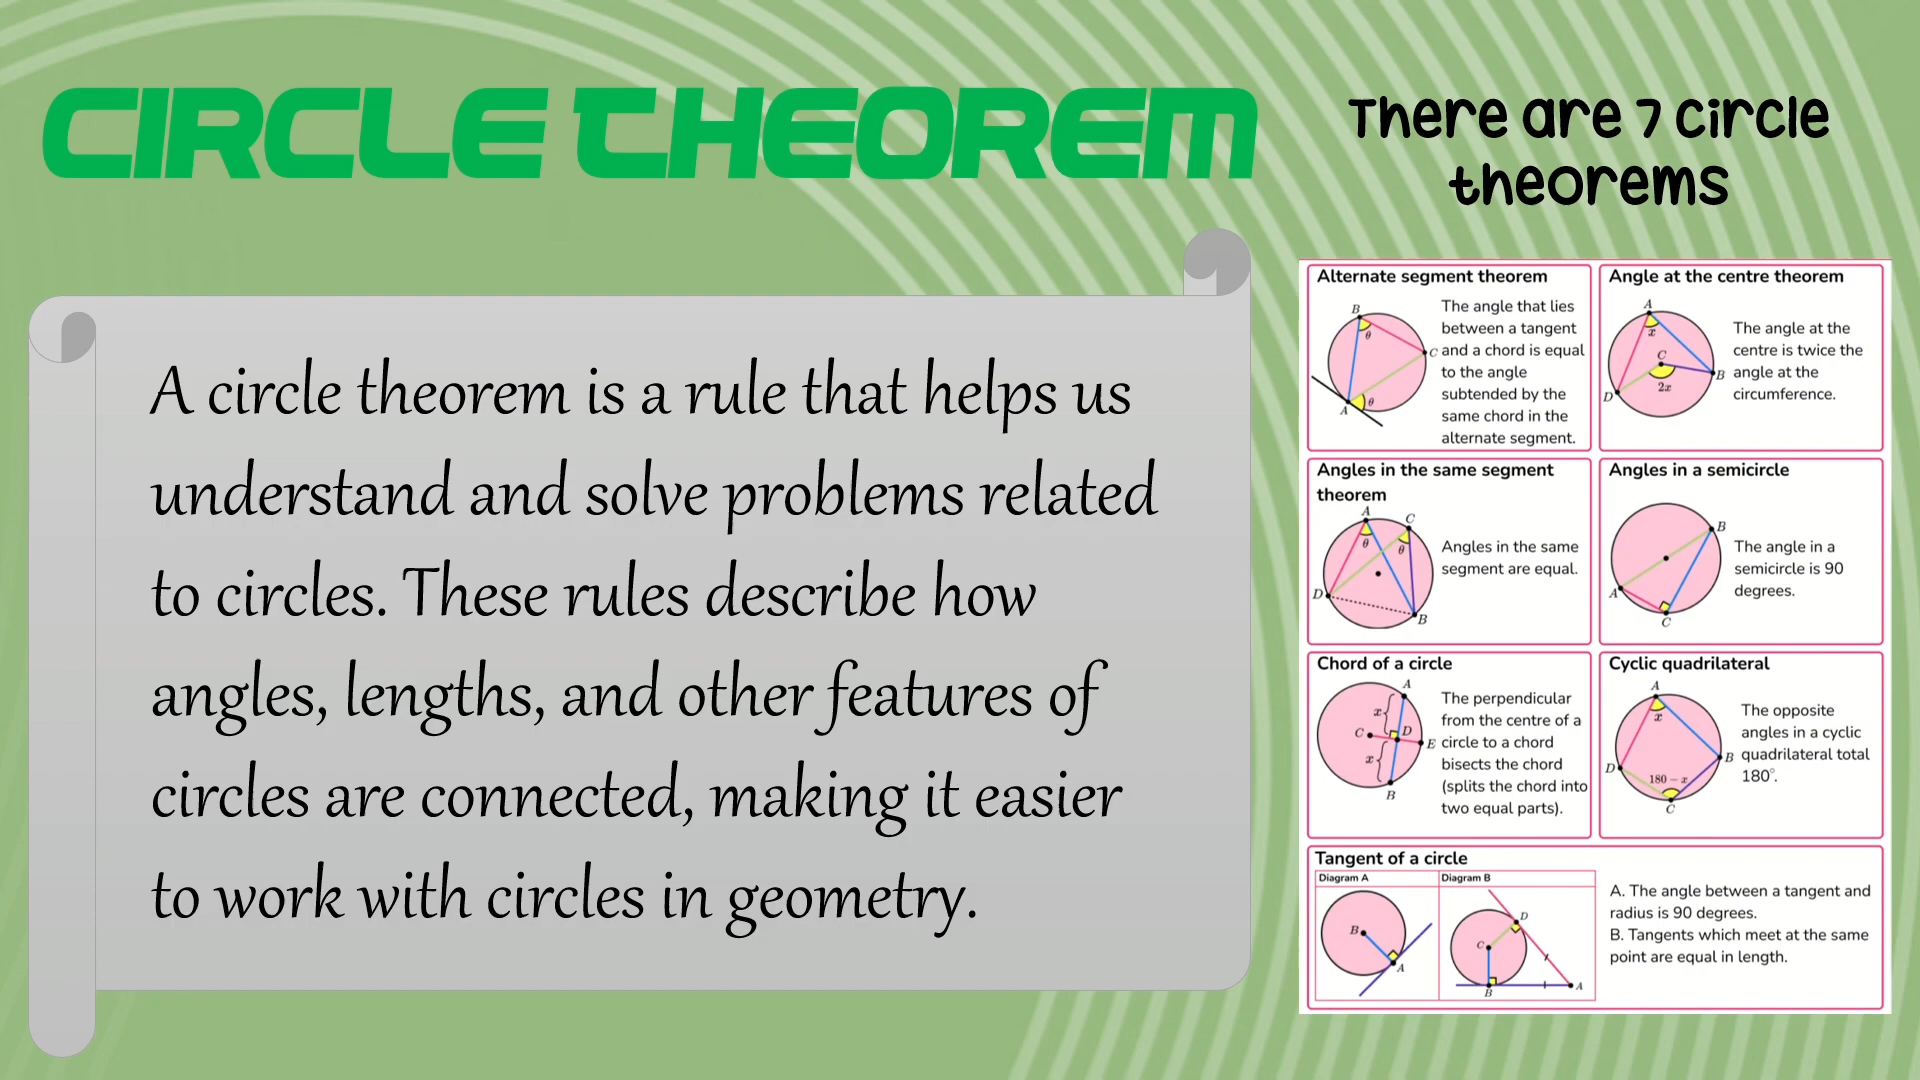 CIRCLE THEOREM
A circle theorem is a rule that helps us
understand and solve problems related
to circles. These rules describe how
angles, lengths, and other features of
circles are connected, making it easier
to work with circles in geometry.
There are 7 circle
theorems
Alternate segment theorem
B
θ
C
A
θ
The angle that lies
between a tangent
and a chord is equal
to the angle
subtended by the
same chord in the
alternate segment.
Angle at the centre theorem
A
x
C
B
2x
D
The angle at the
centre is twice the
angle at the
circumference.
Angles in the same segment
theorem
A
C
θ
θ
D
B
Angles in the same
segment are equal.
Angles in a semicircle
B
A
C
The angle in a
semicircle is 90
degrees.
Chord of a circle
A
x
C
D
E
x
B
The perpendicular
from the centre of a
circle to a chord
bisects the chord
(splits the chord into
two equal parts).
Cyclic quadrilateral
A
x
B
D
180 − x
C
The opposite
angles in a cyclic
quadrilateral total
180°.
Tangent of a circle
Diagram A
B
A
Diagram B
D
C
B
A
A. The angle between a tangent and
radius is 90 degrees.
B. Tangents which meet at the same
point are equal in length.